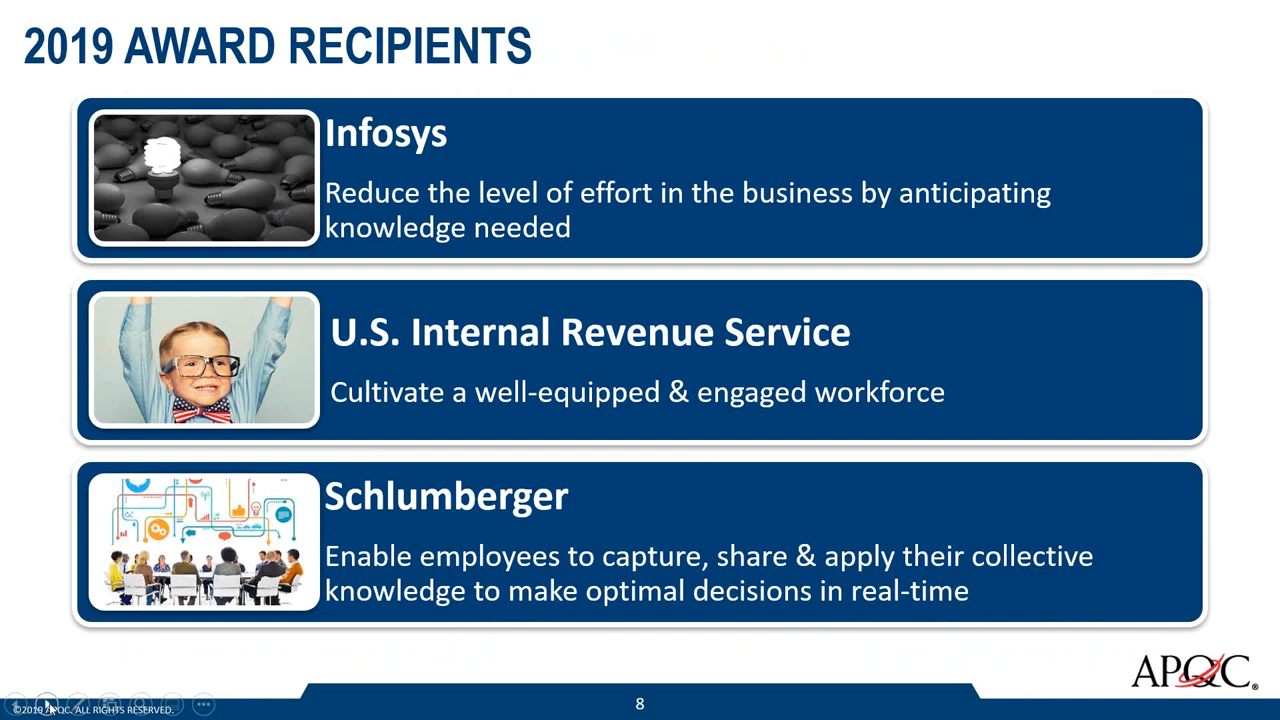 2019 AWARD RECIPIENTS
Infosys
Reduce the level of effort in the business by anticipating
knowledge needed
U.S. Internal Revenue Service
Cultivate a well-equipped & engaged workforce
Schlumberger
Enable employees to capture, share & apply their collective
knowledge to make optimal decisions in real-time
APQC®
©2019 APQC. ALL RIGHTS RESERVED.
8